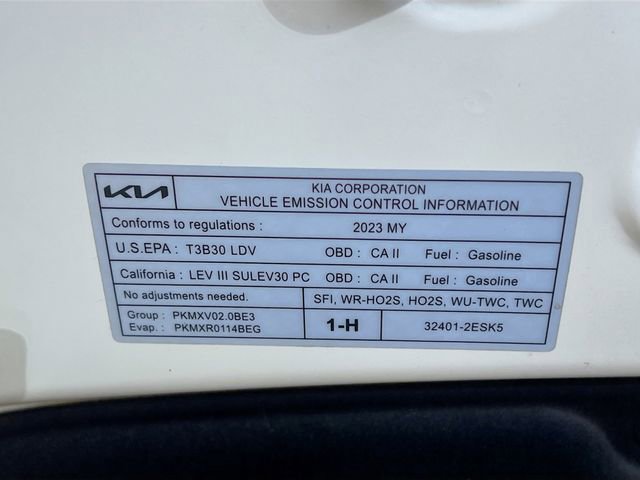 KIA KIA CORPORATION
VEHICLE EMISSION CONTROL INFORMATION
Conforms to regulations : 2023 MY
U.S.EPA : T3B30 LDV OBD : CA II Fuel : Gasoline
California : LEV III SULEV30 PC OBD : CA II Fuel : Gasoline
No adjustments needed. SFI, WR-HO2S, HO2S, WU-TWC, TWC
Group : PKMXV02.0BE3
Evap. : PKMXR0114BEG
1-H 32401-2ESK5